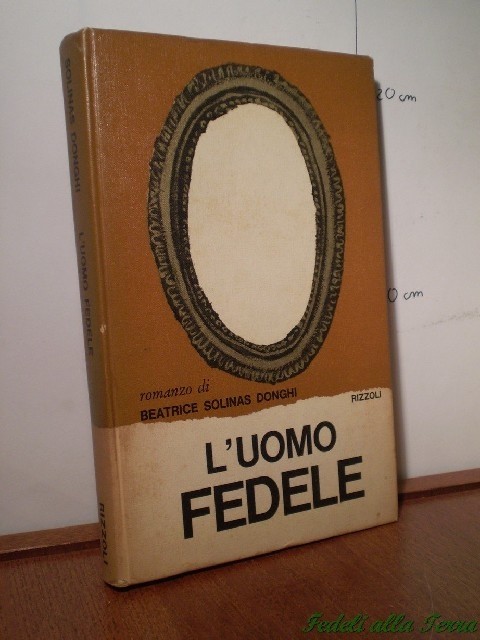 20 cm
0 cm
romanzo di
BEATRICE SOLINAS DONGHI
RIZZOLI
L'UOMO
FEDELE
SOLINAS DONGHI L'UOMO FEDELE RIZZOLI
Fedeli alla Terra